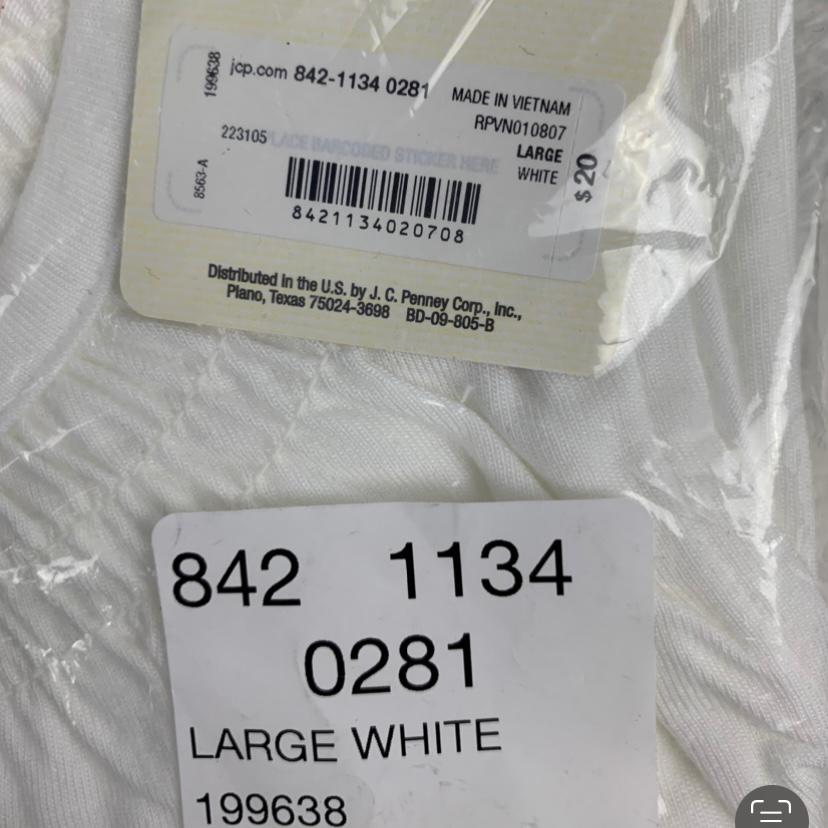 199638
jcp.com 842-1134 0281
MADE IN VIETNAM
RPVN010807
223105
PLACE BARCODED STICKER HERE
LARGE
WHITE
$20
8563-A
8421134020708
Distributed in the U.S. by J. C. Penney Corp., Inc.,
Plano, Texas 75024-3698 BD-09-805-B
842 1134
0281
LARGE WHITE
199638